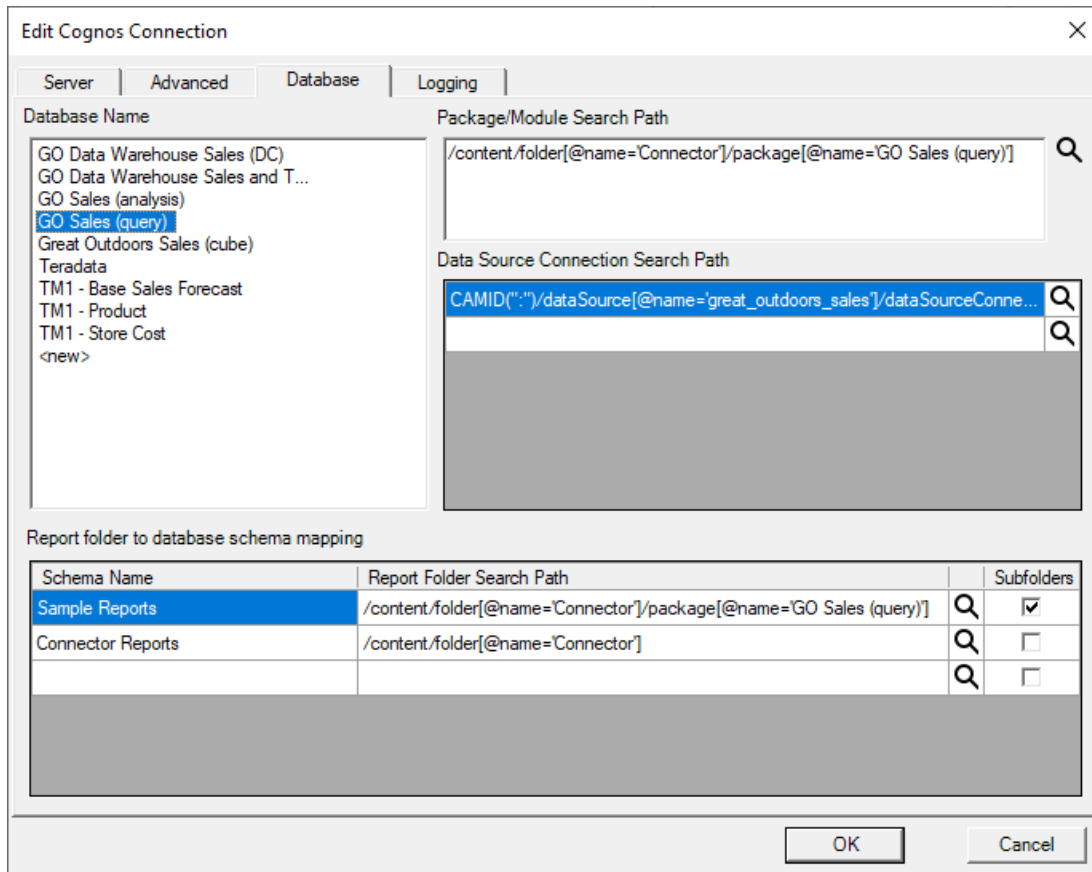 Edit Cognos Connection
Server Advanced Database Logging
Database Name
GO Data Warehouse Sales (DC)
GO Data Warehouse Sales and T...
GO Sales (analysis)
GO Sales (query)
Great Outdoors Sales (cube)
Teradata
TM1 - Base Sales Forecast
TM1 - Product
TM1 - Store Cost
<new>
Package/Module Search Path
/content/folder[@name='Connector']/package[@name='GO Sales (query)']
Data Source Connection Search Path
CAMID(":")/dataSource[@name='great_outdoors_sales']/dataSourceConne...
Report folder to database schema mapping
Schema Name Report Folder Search Path Subfolders
Sample Reports /content/folder[@name='Connector']/package[@name='GO Sales (query)']
Connector Reports /content/folder[@name='Connector']
OK Cancel